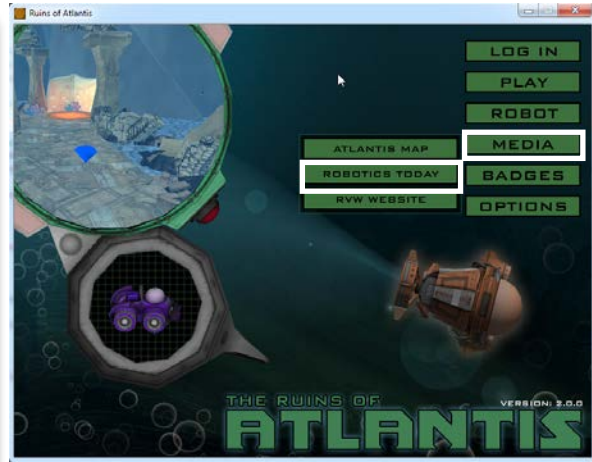 Ruins of Atlantis
LOG IN
PLAY
ROBOT
MEDIA
BADGES
OPTIONS
ATLANTIS MAP
ROBOTICS TODAY
RVW WEBSITE
THE RUINS OF
ATLANTIS
VERSION: 2.0.0